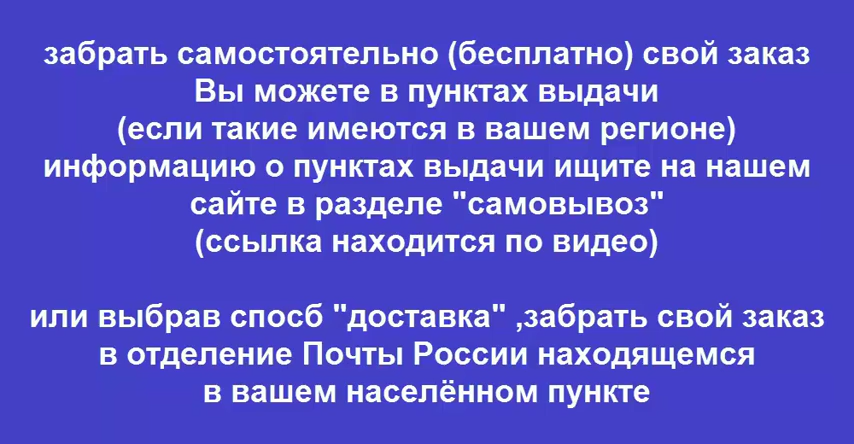 забрать самостоятельно (бесплатно) свой заказ
Вы можете в пунктах выдачи
(если такие имеются в вашем регионе)
информацию о пунктах выдачи ищите на нашем
сайте в разделе "самовывоз"
(ссылка находится по видео)
или выбрав спосб "доставка" ,забрать свой заказ
в отделение Почты России находящемся
в вашем населённом пункте